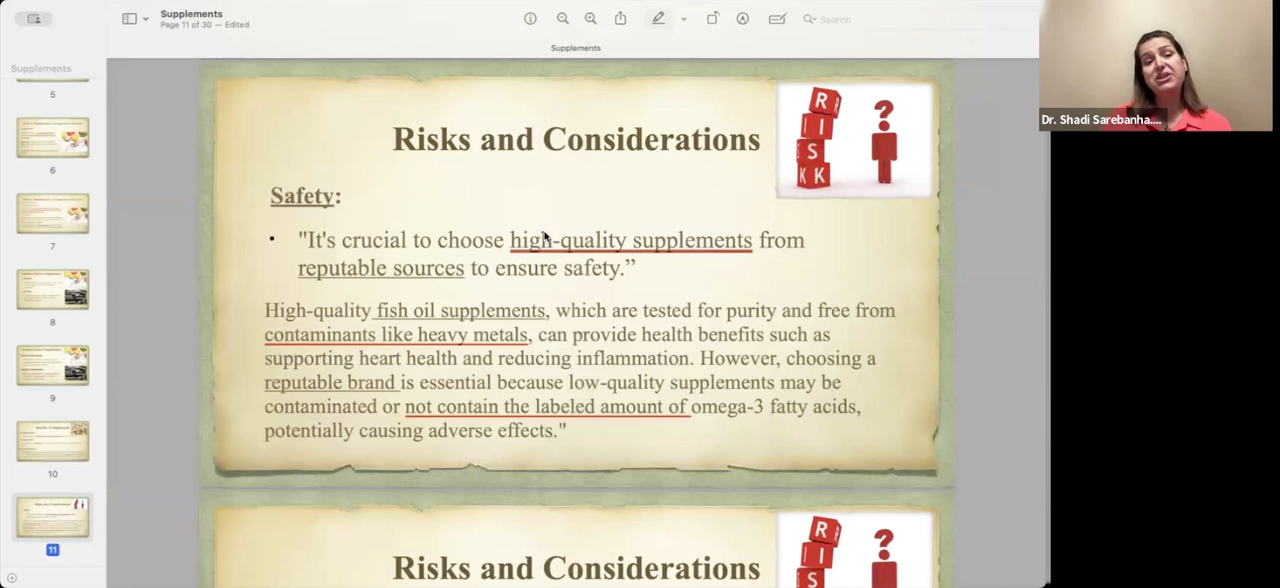 Supplements
Page 11 of 30 — Edited
Search
Supplements
Supplements
5
6
7
8
9
10
11
Risks and Considerations
R
I
S
K K
?
Safety:
• "It's crucial to choose high-quality supplements from
reputable sources to ensure safety.”
High-quality fish oil supplements, which are tested for purity and free from
contaminants like heavy metals, can provide health benefits such as
supporting heart health and reducing inflammation. However, choosing a
reputable brand is essential because low-quality supplements may be
contaminated or not contain the labeled amount of omega-3 fatty acids,
potentially causing adverse effects."
Risks and Considerations
R
I
S
?
Dr. Shadi Sarebanha....